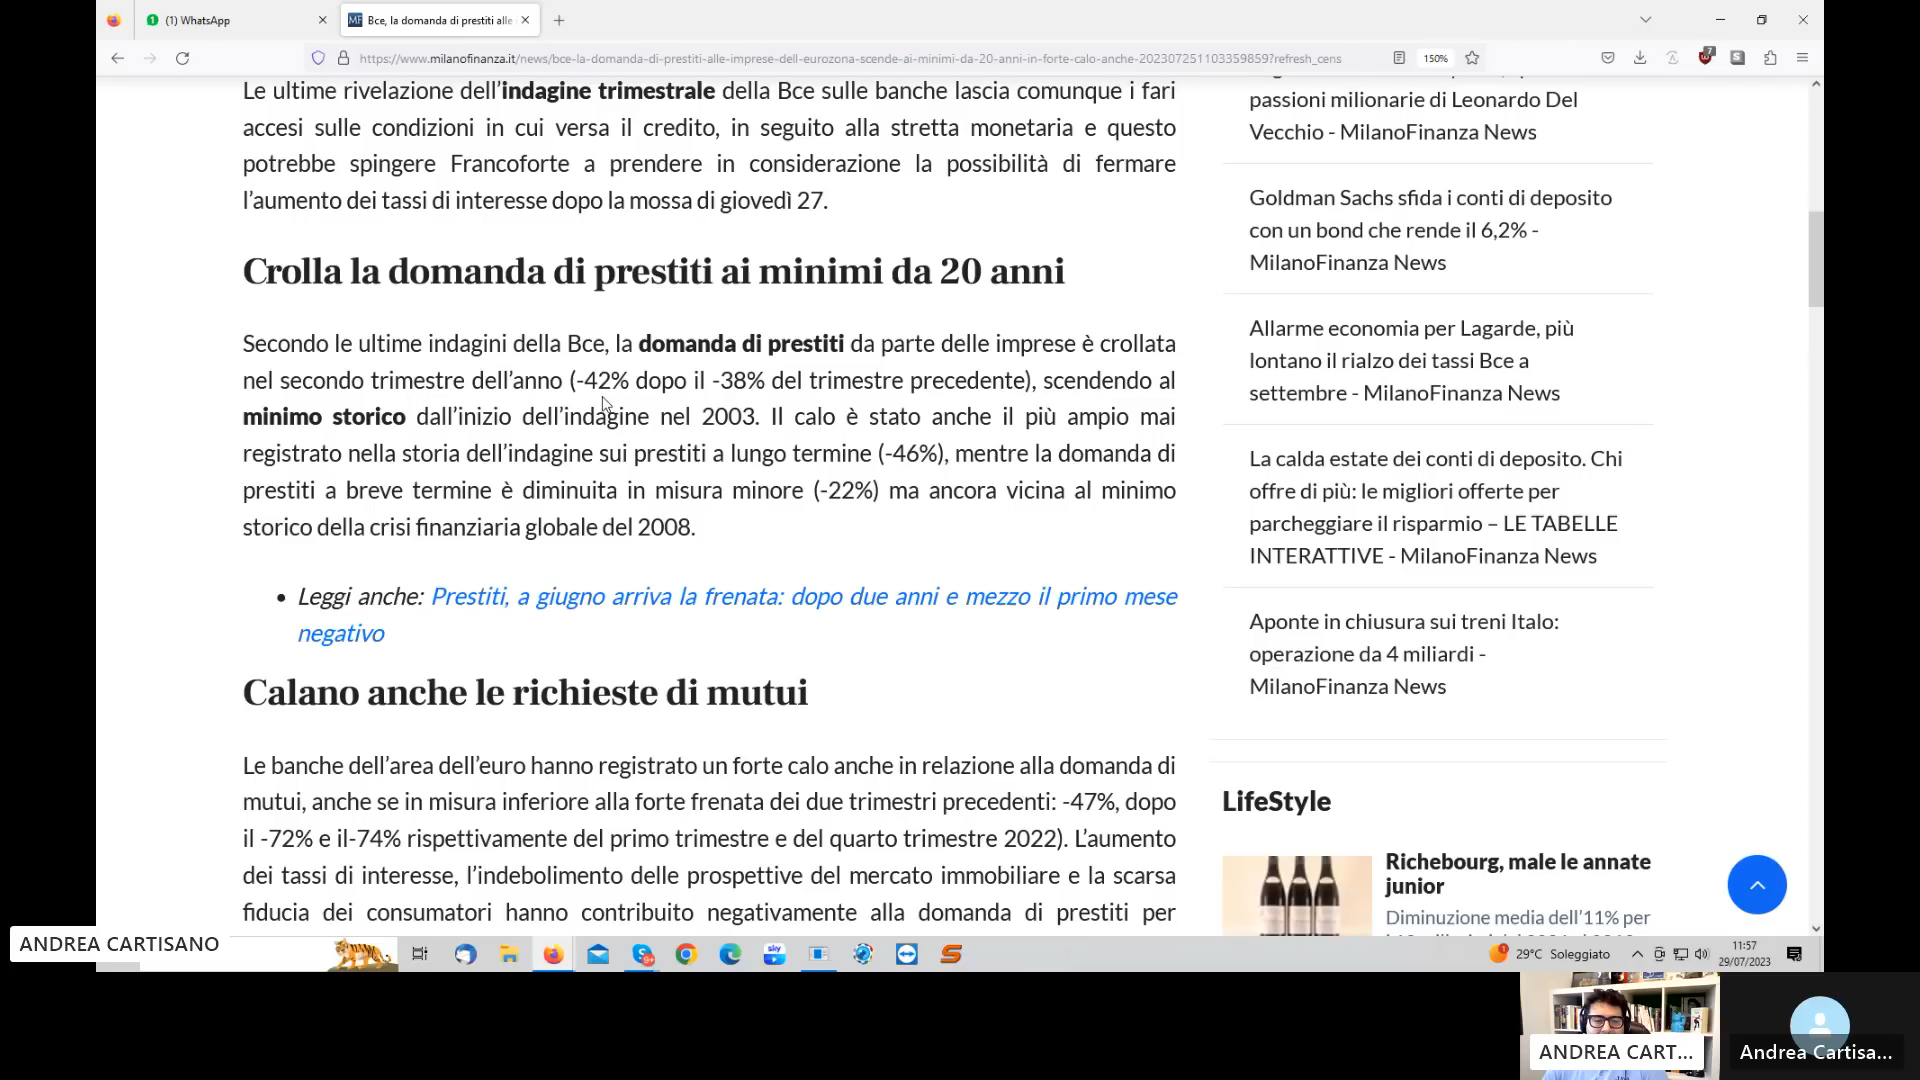 (1) WhatsApp
Bce, la domanda di prestiti alle
https://www.milanofinanza.it/news/bce-la-domanda-di-prestiti-alle-imprese-dell-eurozona-scende-ai-minimi-da-20-anni-in-forte-calo-anche-202307251103359859?refresh_cens
150%
7
Le ultime rivelazione dell’indagine trimestrale della Bce sulle banche lascia comunque i fari
accesi sulle condizioni in cui versa il credito, in seguito alla stretta monetaria e questo
potrebbe spingere Francoforte a prendere in considerazione la possibilità di fermare
l’aumento dei tassi di interesse dopo la mossa di giovedì 27.
Crolla la domanda di prestiti ai minimi da 20 anni
Secondo le ultime indagini della Bce, la domanda di prestiti da parte delle imprese è crollata
nel secondo trimestre dell’anno (-42% dopo il -38% del trimestre precedente), scendendo al
minimo storico dall’inizio dell’indagine nel 2003. Il calo è stato anche il più ampio mai
registrato nella storia dell’indagine sui prestiti a lungo termine (-46%), mentre la domanda di
prestiti a breve termine è diminuita in misura minore (-22%) ma ancora vicina al minimo
storico della crisi finanziaria globale del 2008.
• Leggi anche: Prestiti, a giugno arriva la frenata: dopo due anni e mezzo il primo mese
negativo
Calano anche le richieste di mutui
Le banche dell’area dell’euro hanno registrato un forte calo anche in relazione alla domanda di
mutui, anche se in misura inferiore alla forte frenata dei due trimestri precedenti: -47%, dopo
il -72% e il-74% rispettivamente del primo trimestre e del quarto trimestre 2022). L’aumento
dei tassi di interesse, l’indebolimento delle prospettive del mercato immobiliare e la scarsa
fiducia dei consumatori hanno contribuito negativamente alla domanda di prestiti per
passioni milionarie di Leonardo Del
Vecchio - MilanoFinanza News
Goldman Sachs sfida i conti di deposito
con un bond che rende il 6,2% -
MilanoFinanza News
Allarme economia per Lagarde, più
lontano il rialzo dei tassi Bce a
settembre - MilanoFinanza News
La calda estate dei conti di deposito. Chi
offre di più: le migliori offerte per
parcheggiare il risparmio – LE TABELLE
INTERATTIVE - MilanoFinanza News
Aponte in chiusura sui treni Italo:
operazione da 4 miliardi -
MilanoFinanza News
LifeStyle
Richebourg, male le annate
junior
Diminuzione media dell’11% per
ANDREA CARTISANO
sky
29°C Soleggiato
11:57
29/07/2023
ANDREA CART...
Andrea Cartisa...